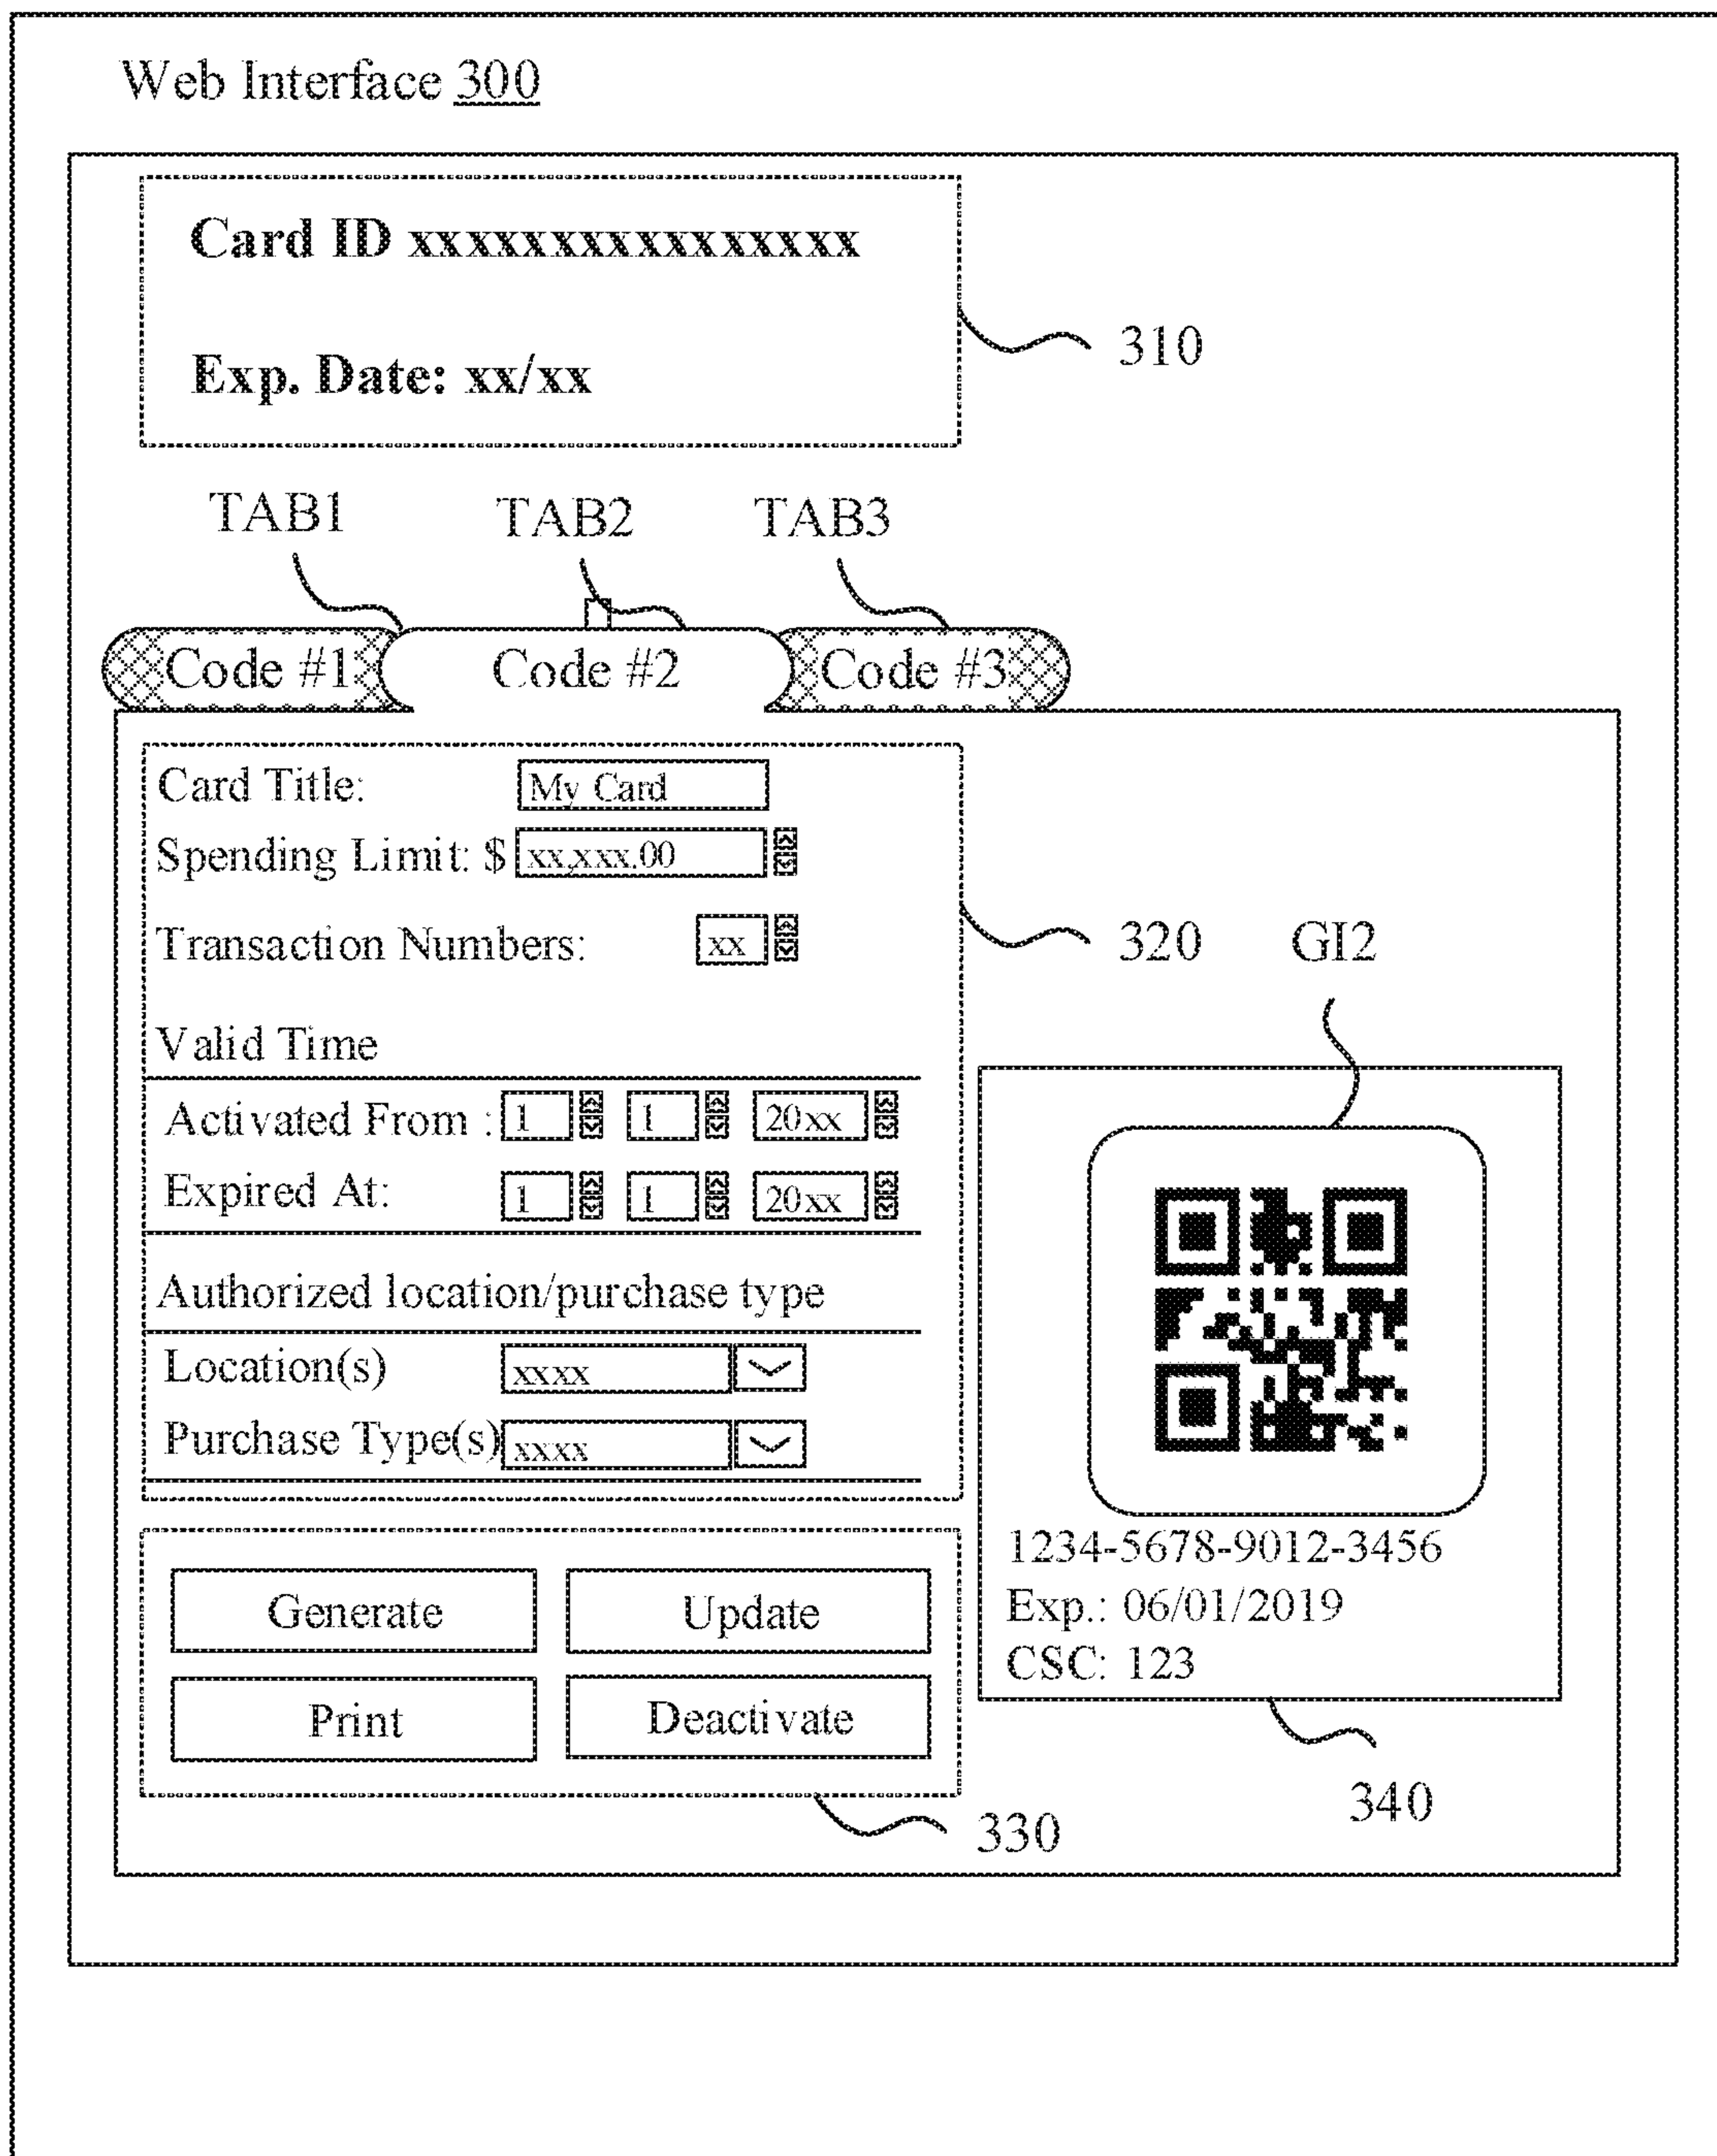 Web Interface 300
Card ID xxxxxxxxxxxxxxxx
Exp. Date: xx/xx
310
TAB1 TAB2 TAB3
Code #1 Code #2 Code #3
Card Title: My Card
Spending Limit: $ xx,xxx.00
Transaction Numbers: xx
320 GI2
Valid Time
Activated From : 1 1 20xx
Expired At: 1 1 20xx
Authorized location/purchase type
Location(s) xxxx
Purchase Type(s) xxxx
1234-5678-9012-3456
Exp.: 06/01/2019
CSC: 123
Generate Update
Print Deactivate
340
330